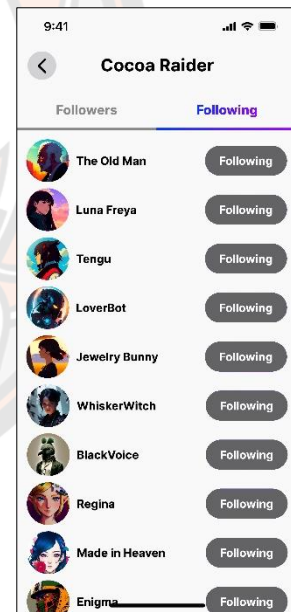 9:41
Cocoa Raider
Followers Following
The Old Man Following
Luna Freya Following
Tengu Following
LoverBot Following
Jewelry Bunny Following
WhiskerWitch Following
BlackVoice Following
Regina Following
Made in Heaven Following
Enigma Following